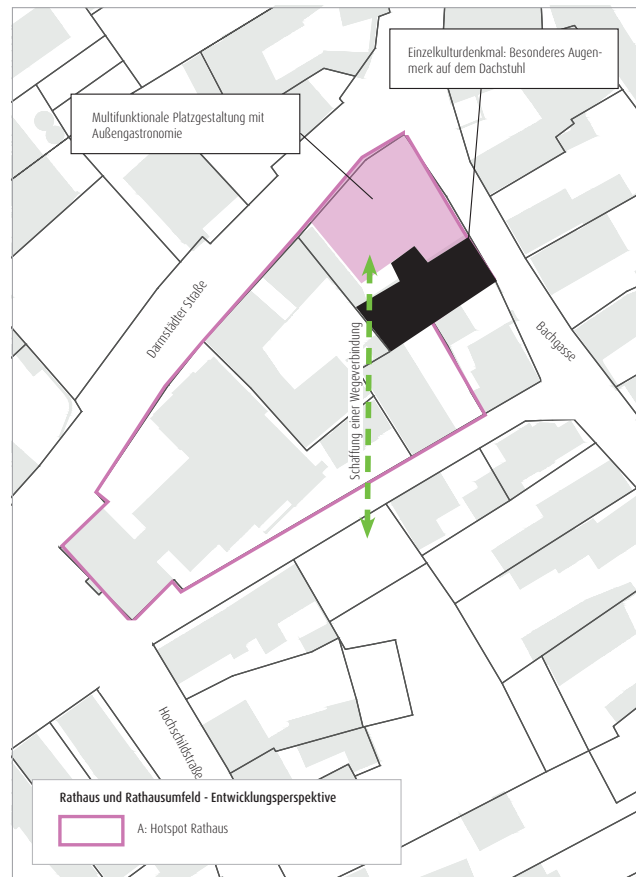 Einzelkulturdenkmal: Besonderes Augen-
merk auf dem Dachstuhl
Multifunktionale Platzgestaltung mit
Außengastronomie
Darmstädter Straße
Bachgasse
Schaffung einer Wegeverbindung
Hochschildstraße
Rathaus und Rathausumfeld - Entwicklungsperspektive
A: Hotspot Rathaus